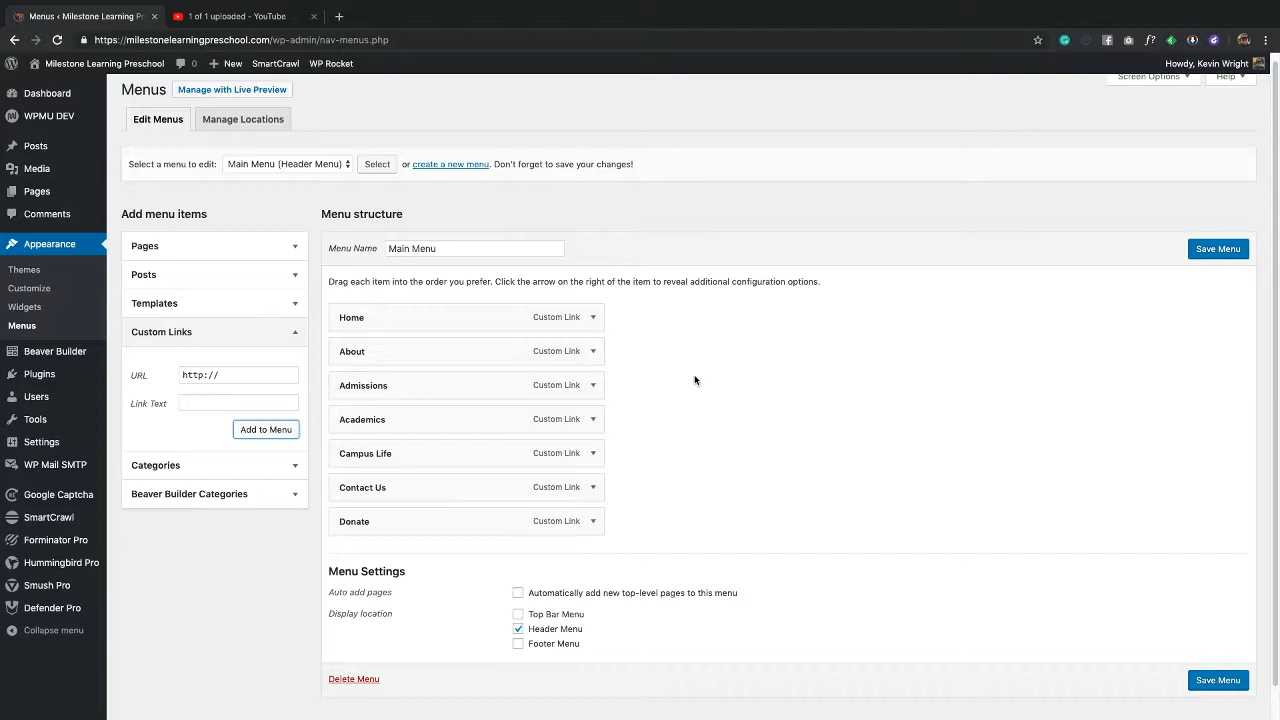 Menus ‹ Milestone Learning Pr
1 of 1 uploaded - YouTube
https://milestonelearningpreschool.com/wp-admin/nav-menus.php
Milestone Learning Preschool 0 New SmartCrawl WP Rocket Howdy, Kevin Wright
Dashboard
WPMU DEV
Posts
Media
Pages
Comments
Appearance
Themes
Customize
Widgets
Menus
Beaver Builder
Plugins
Users
Tools
Settings
WP Mail SMTP
Google Captcha
SmartCrawl
Forminator Pro
Hummingbird Pro
Smush Pro
Defender Pro
Collapse menu
Screen Options Help
Menus Manage with Live Preview
Edit Menus Manage Locations
Select a menu to edit: Main Menu (Header Menu) Select or create a new menu. Don't forget to save your changes!
Add menu items
Pages
Posts
Templates
Custom Links
URL http://
Link Text
Add to Menu
Categories
Beaver Builder Categories
Menu structure
Menu Name Main Menu Save Menu
Drag each item into the order you prefer. Click the arrow on the right of the item to reveal additional configuration options.
Home Custom Link
About Custom Link
Admissions Custom Link
Academics Custom Link
Campus Life Custom Link
Contact Us Custom Link
Donate Custom Link
Menu Settings
Auto add pages Automatically add new top-level pages to this menu
Display location Top Bar Menu
Header Menu
Footer Menu
Delete Menu Save Menu